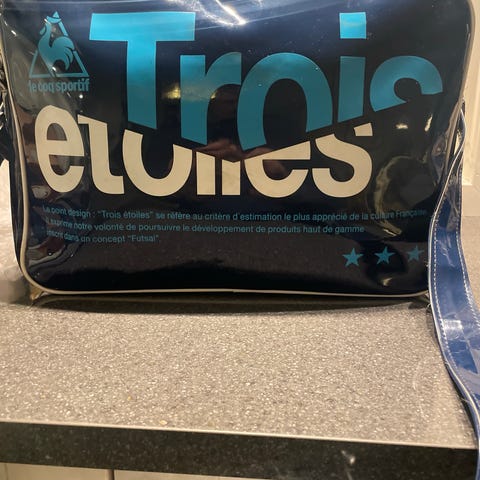 le coq sportif
Trois
etoiles
Le point design : "Trois étoiles" se réfère au critère d'estimation le plus apprécié de la culture Française
exprime notre volonté de poursuivre le développement de produits haut de gamme
inscrit dans un concept "Futsal"